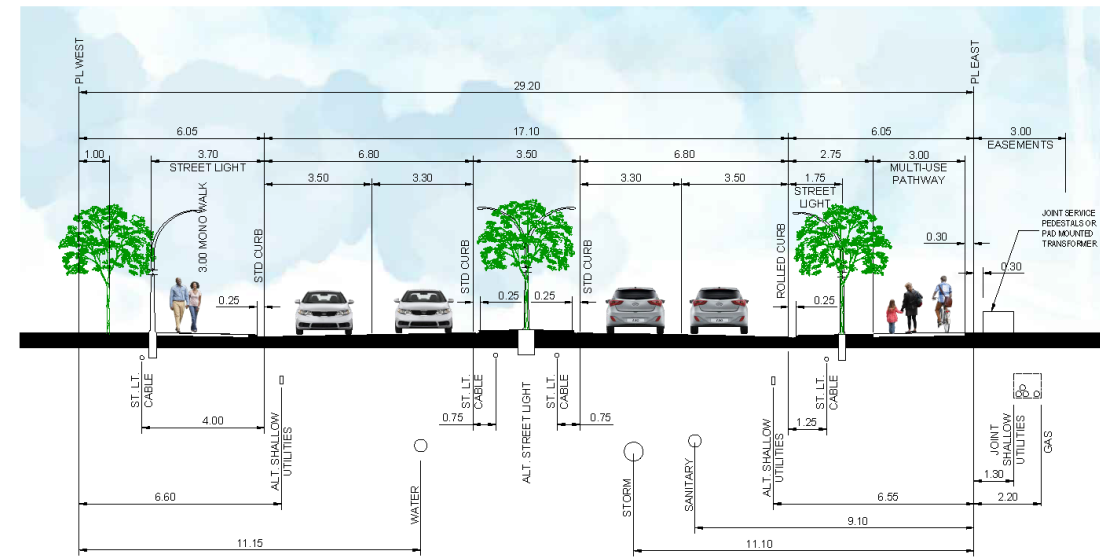 PL WEST
PL EAST
29.20
6.05
17.10
6.05
3.00
EASEMENTS
1.00
3.70
STREET LIGHT
6.80
3.50
6.80
2.75
3.00
MULTI-USE
PATHWAY
3.50
3.30
3.30
3.50
1.75
STREET
LIGHT
3.00 MONO WALK
STD CURB
STD CURB
STD CURB
ROLLED CURB
JOINT SERVICE
PEDESTALS OR
PAD MOUNTED
TRANSFORMER
0.30
0.30
0.25
0.25
0.25
0.25
ST. LT.
CABLE
ST. LT.
CABLE
ALT. STREET LIGHT
ST. LT.
CABLE
ST. LT.
CABLE
4.00
0.75
0.75
1.25
ALT. SHALLOW
UTILITIES
ALT. SHALLOW
UTILITIES
JOINT
SHALLOW
UTILITIES
GAS
WATER
STORM
SANITARY
1.30
6.60
6.55
2.20
9.10
11.15
11.10